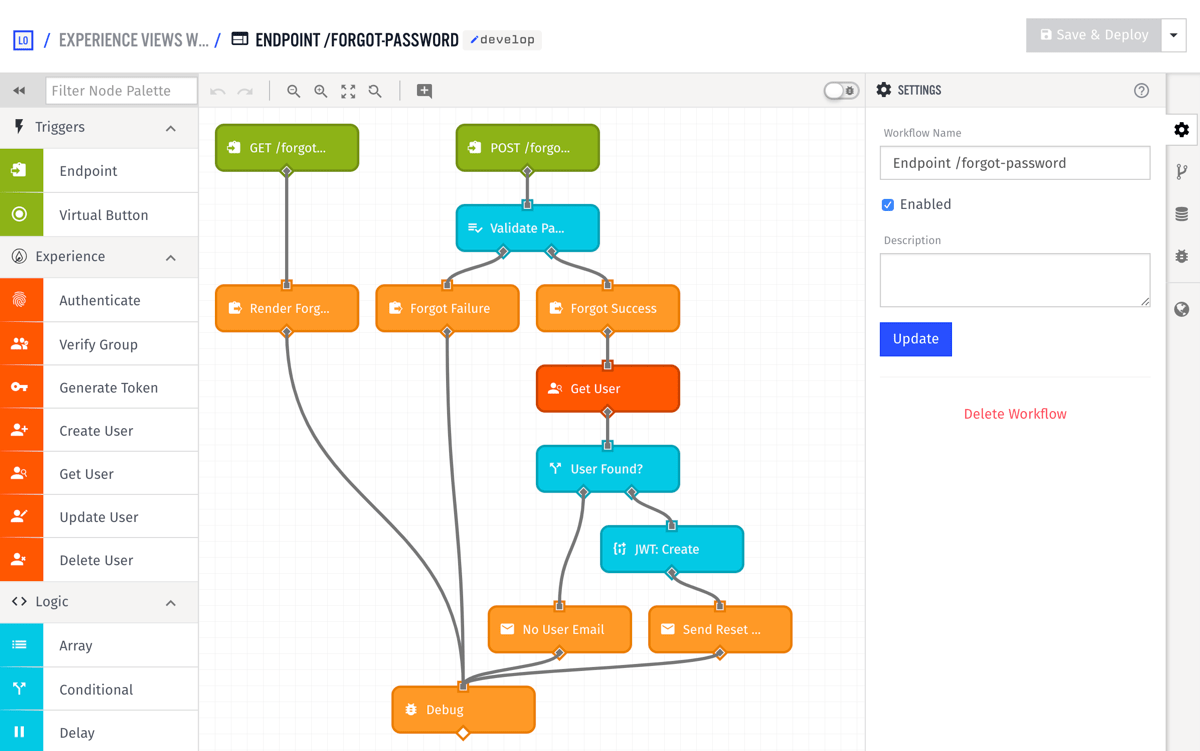 LO / EXPERIENCE VIEWS W... / ENDPOINT /FORGOT-PASSWORD develop
Save & Deploy
Filter Node Palette
SETTINGS
Triggers
Endpoint
Virtual Button
Experience
Authenticate
Verify Group
Generate Token
Create User
Get User
Update User
Delete User
Logic
Array
Conditional
Delay
GET /forgot...
POST /forgo...
Validate Pa...
Render Forg...
Forgot Failure
Forgot Success
Get User
User Found?
JWT: Create
No User Email
Send Reset ...
Debug
Workflow Name
Endpoint /forgot-password
Enabled
Description
Update
Delete Workflow